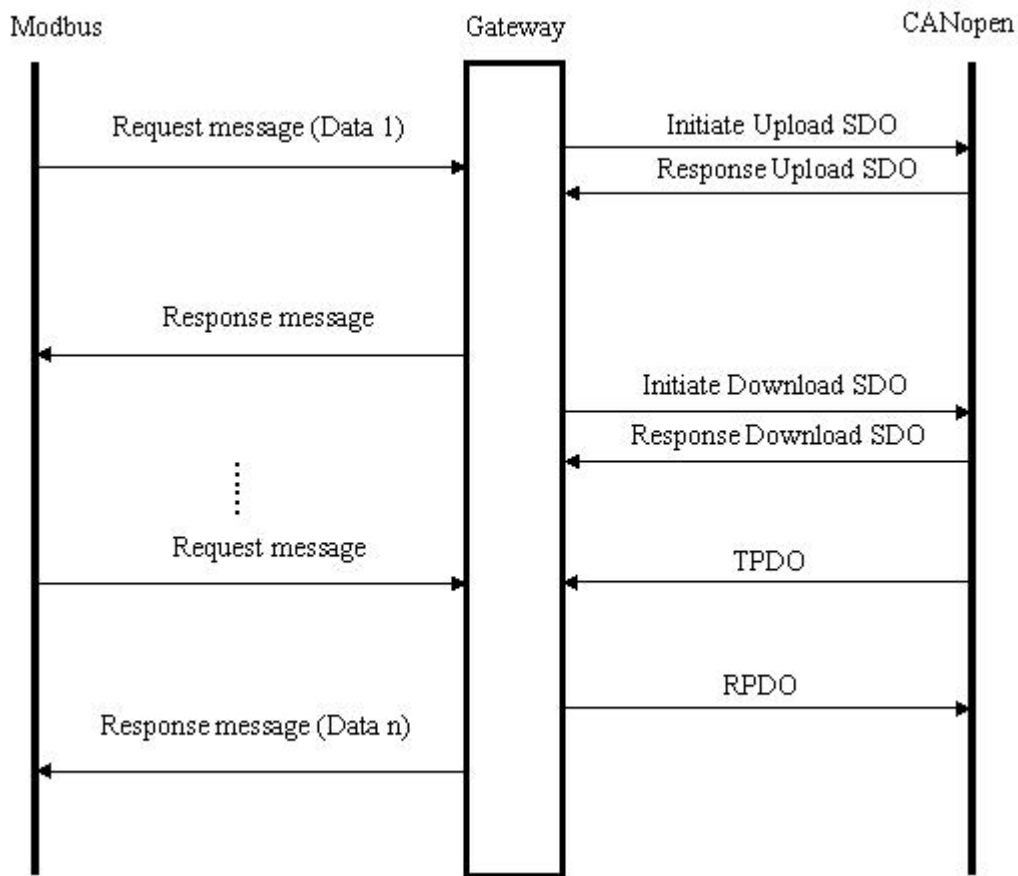 Modbus
Gateway
CANopen
Request message (Data 1)
Initiate Upload SDO
Response Upload SDO
Response message
Initiate Download SDO
Response Download SDO
Request message
TPDO
RPDO
Response message (Data n)